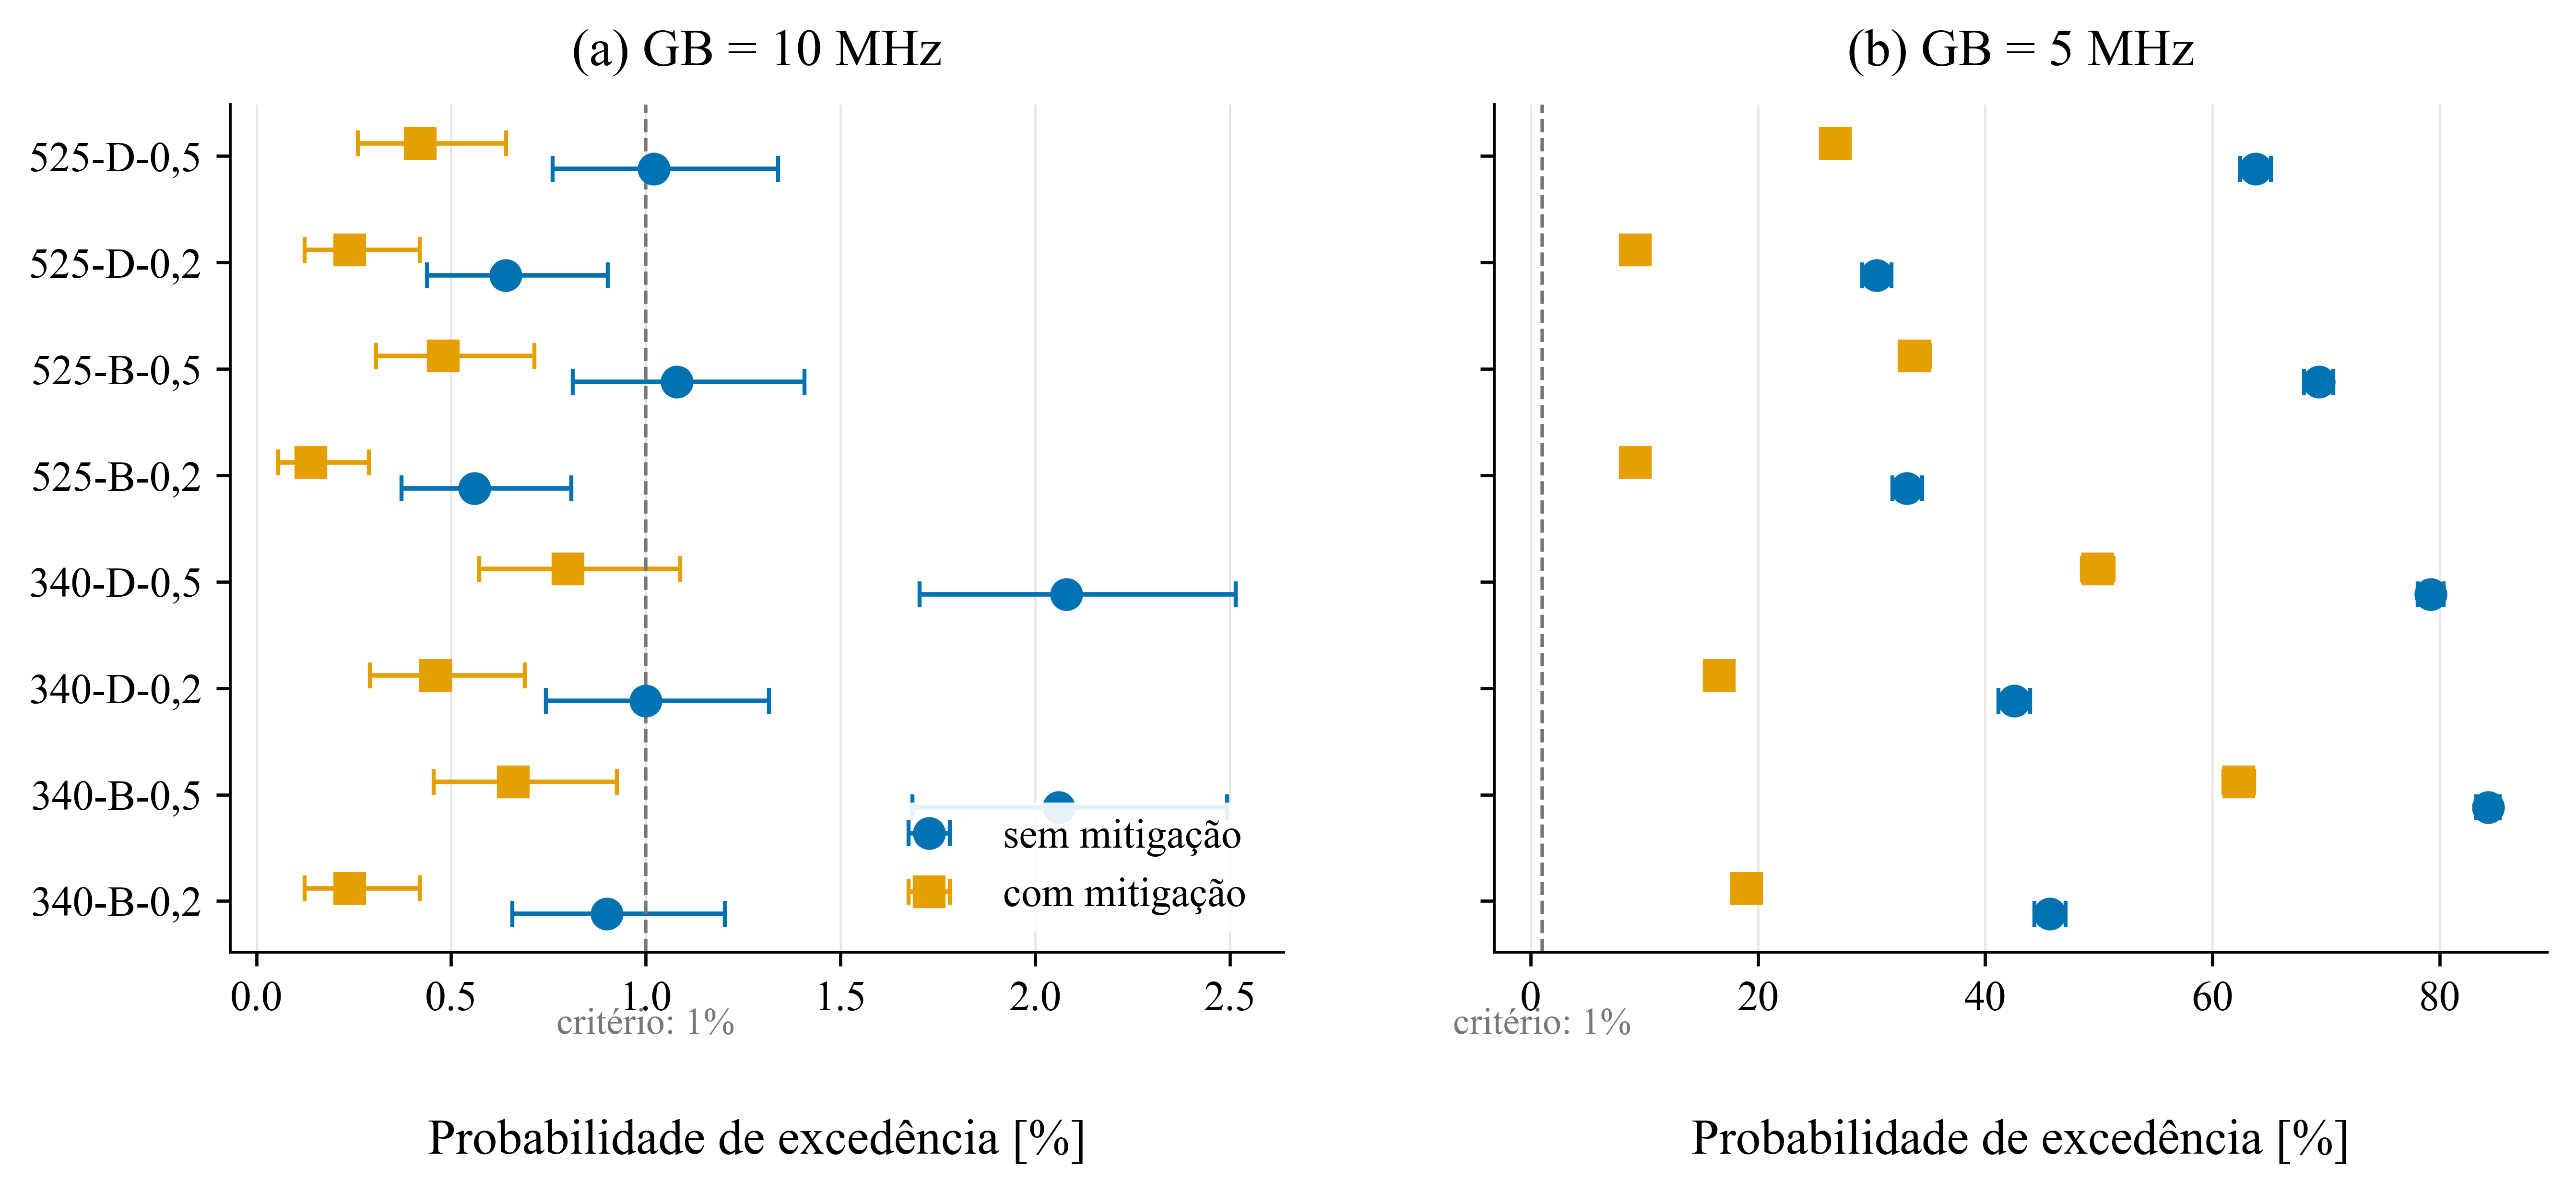 (a) GB = 10 MHz
525-D-0,5
525-D-0,2
525-B-0,5
525-B-0,2
340-D-0,5
340-D-0,2
340-B-0,5
340-B-0,2
sem mitigação
com mitigação
0.0 0.5 1.0 1.5 2.0 2.5
critério: 1%
Probabilidade de excedência [%]
(b) GB = 5 MHz
0 20 40 60 80
critério: 1%
Probabilidade de excedência [%]